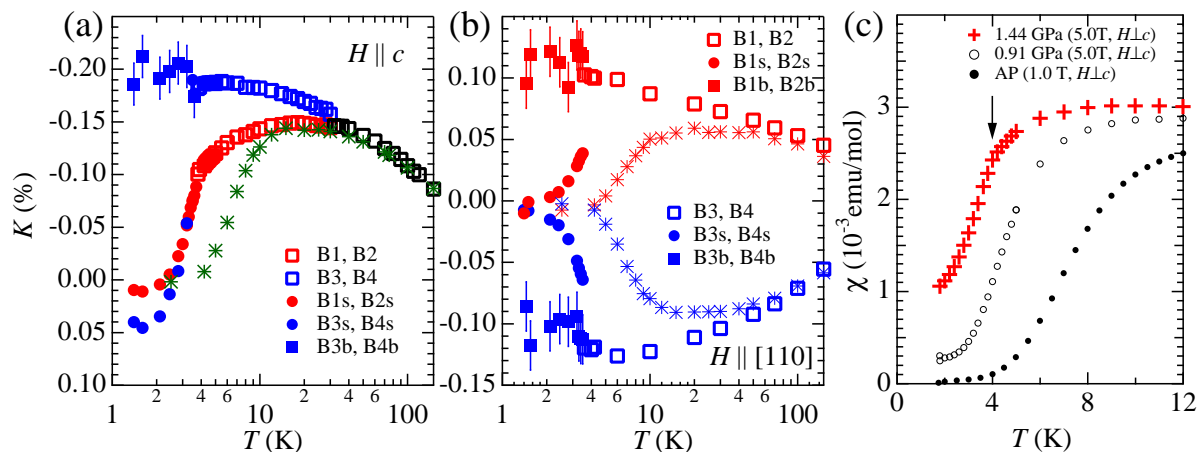 (a)
H || c
K (%)
-0.20
-0.15
-0.10
-0.05
0.00
0.05
0.10
B1, B2
B3, B4
B1s, B2s
B3s, B4s
B3b, B4b
1
2
4
6
10
2
4
6
100
T (K)
(b)
B1, B2
B1s, B2s
B1b, B2b
0.10
0.05
0.00
-0.05
-0.10
-0.15
B3, B4
B3s, B4s
B3b, B4b
H || [110]
1
2
4
6
10
2
4
6
100
T (K)
(c)
1.44 GPa (5.0T, H⊥c)
0.91 GPa (5.0T, H⊥c)
AP (1.0 T, H⊥c)
χ (10⁻³ emu/mol)
3
2
1
0
0
4
8
12
T (K)